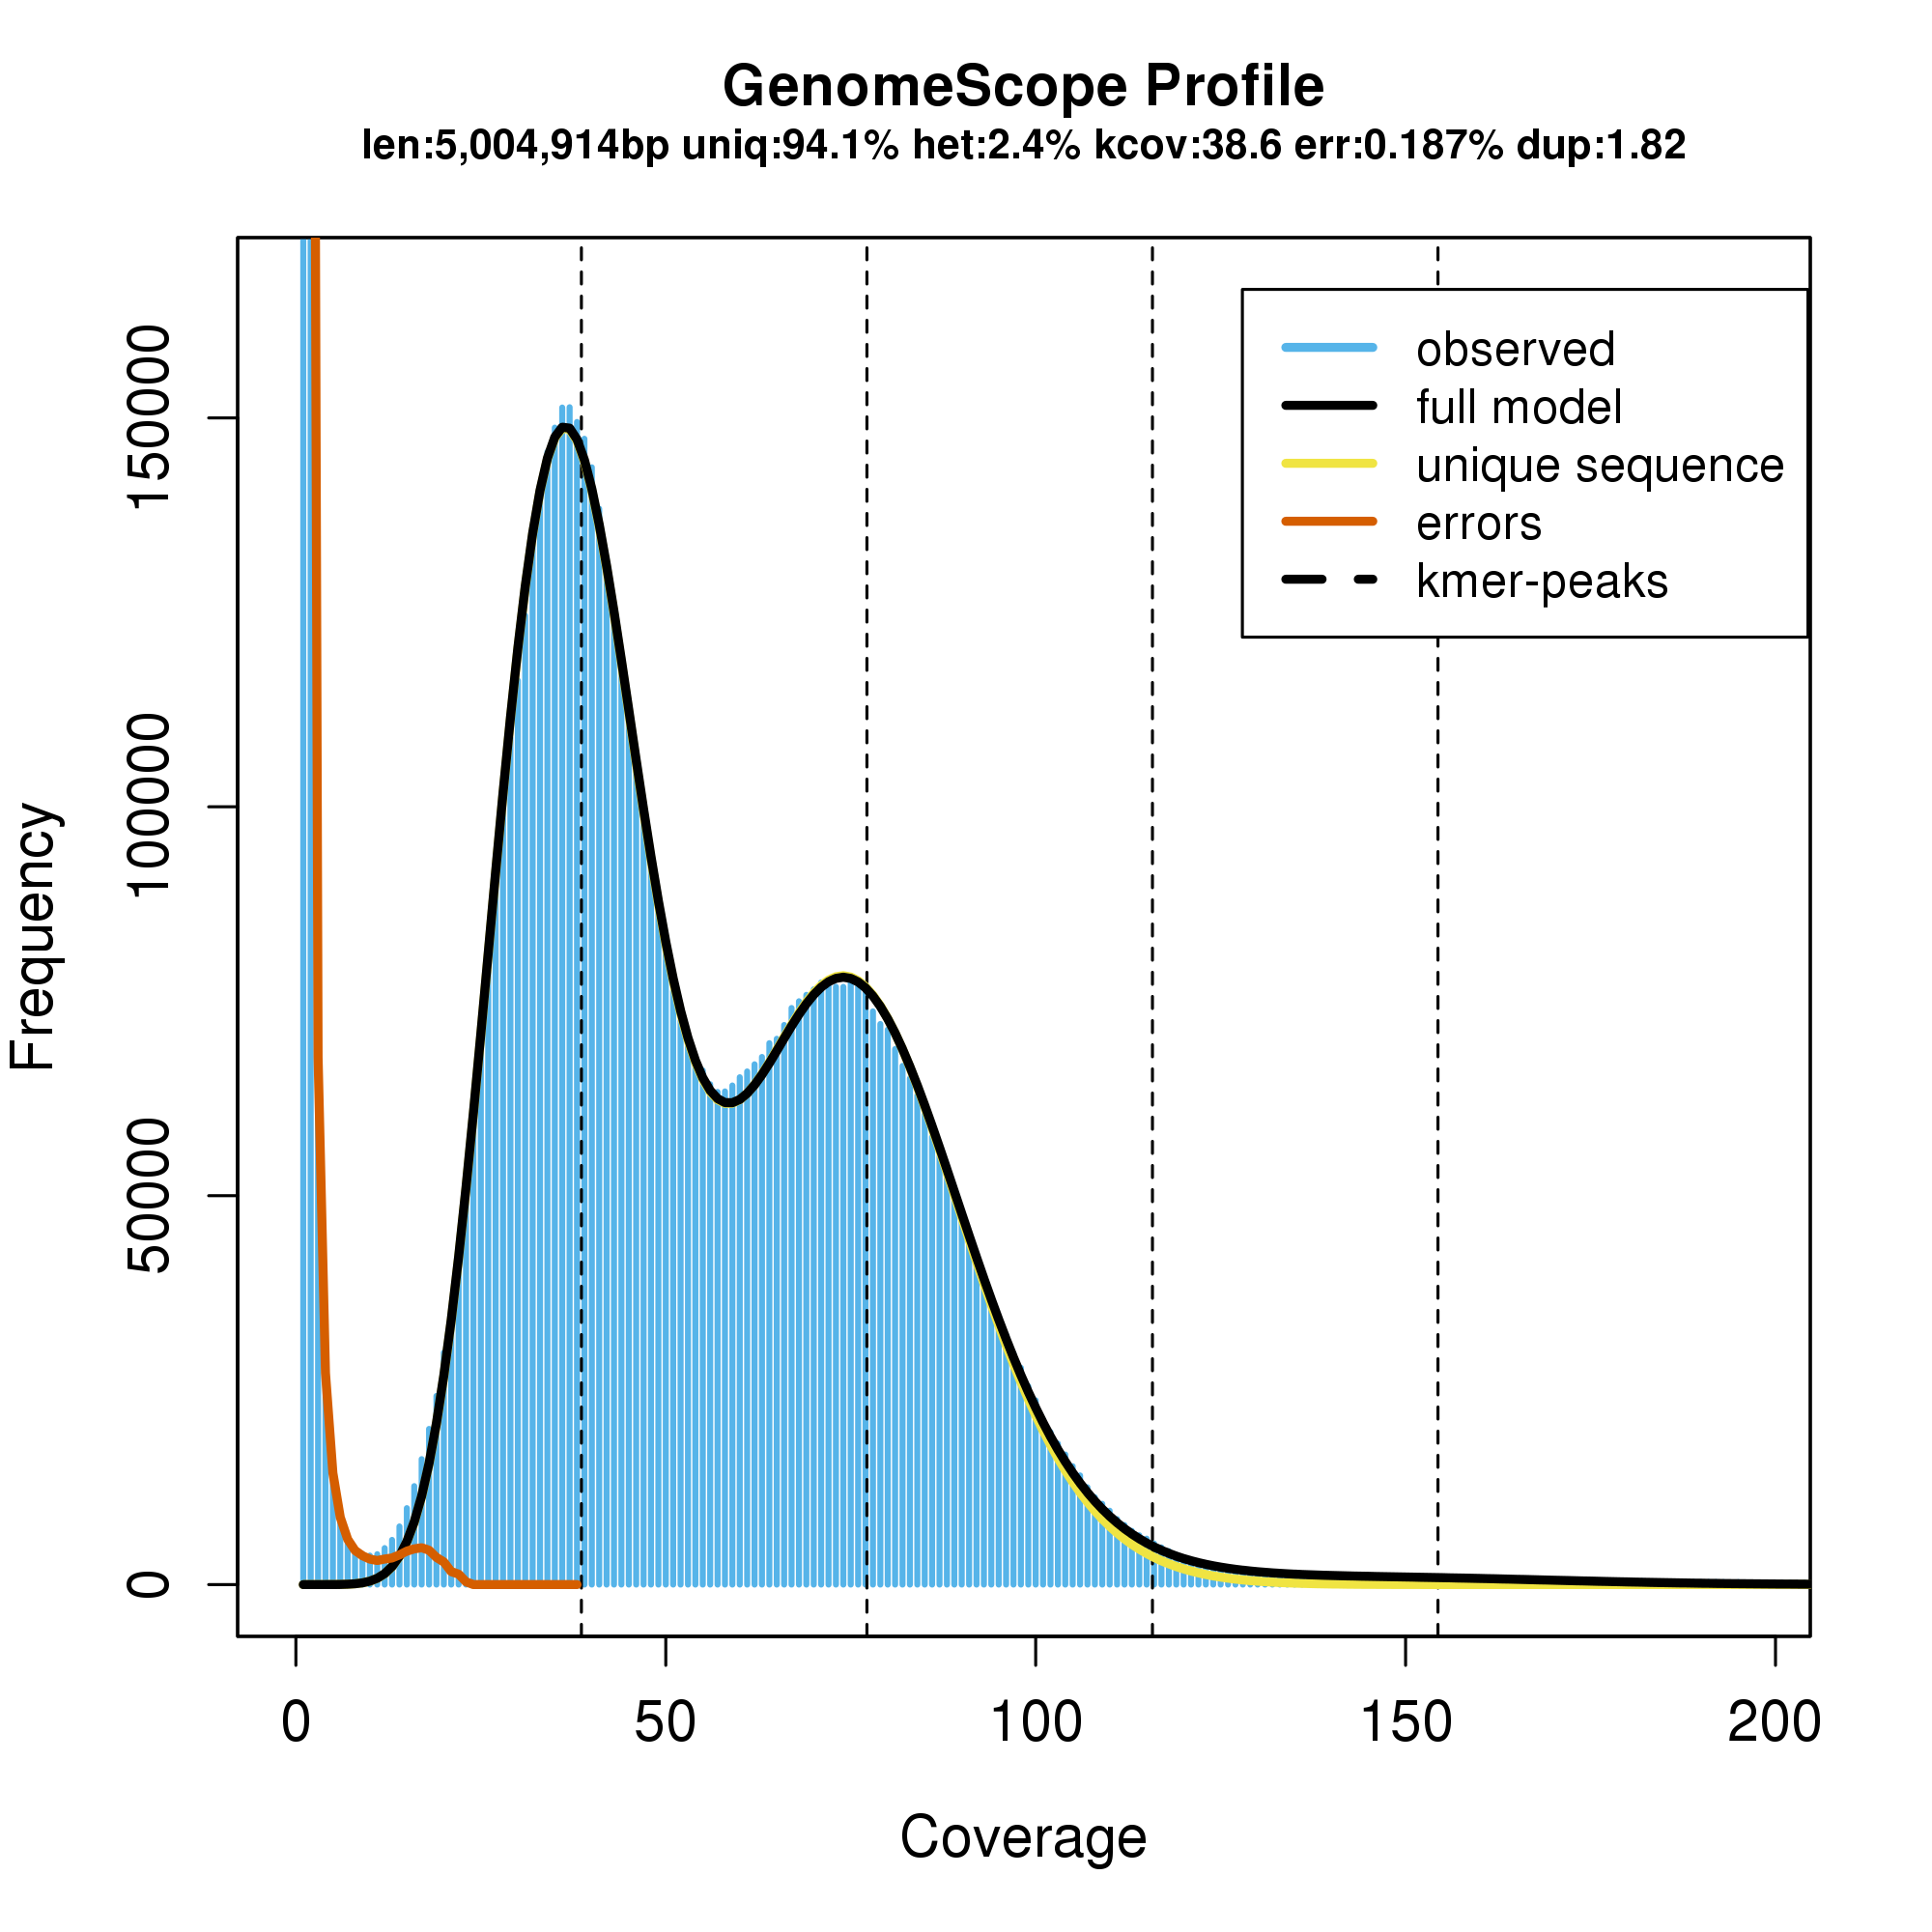 GenomeScope Profile
len:5,004,914bp uniq:94.1% het:2.4% kcov:38.6 err:0.187% dup:1.82
observed
full model
unique sequence
errors
kmer-peaks
Frequency
150000
100000
50000
0
0 50 100 150 200
Coverage